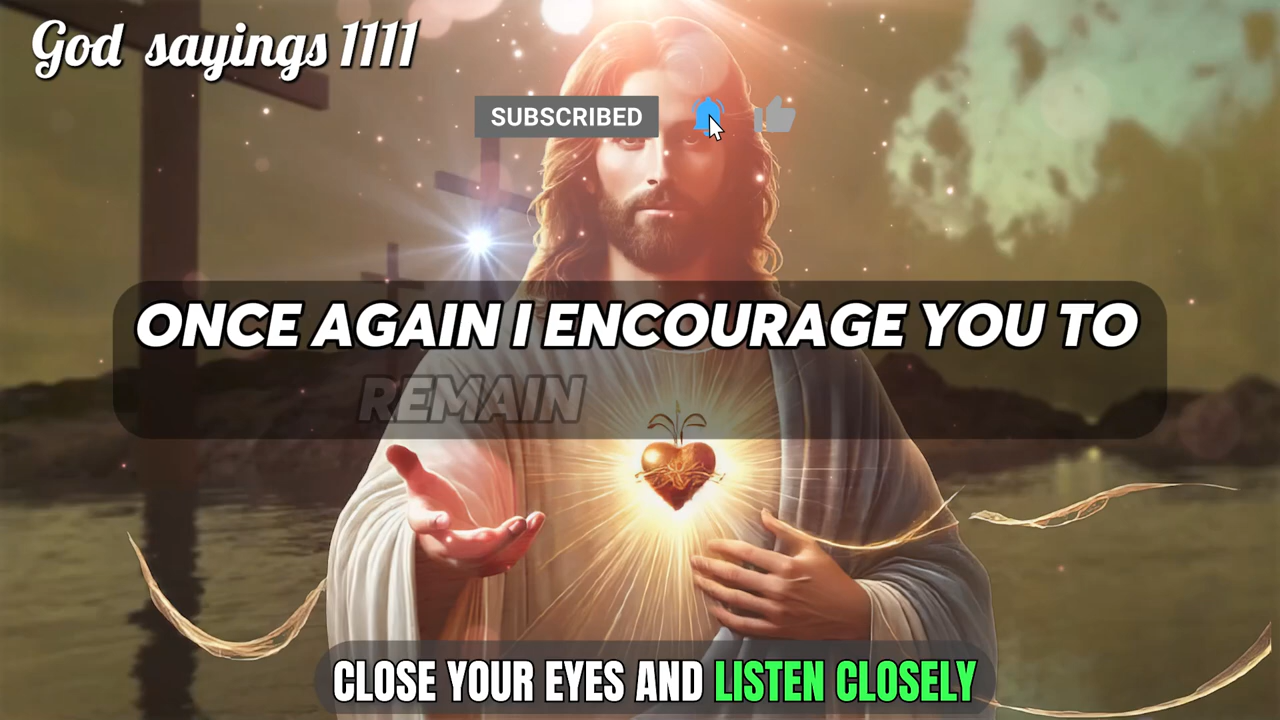 God sayings 1111
SUBSCRIBED
ONCE AGAIN I ENCOURAGE YOU TO
REMAIN
CLOSE YOUR EYES AND LISTEN CLOSELY